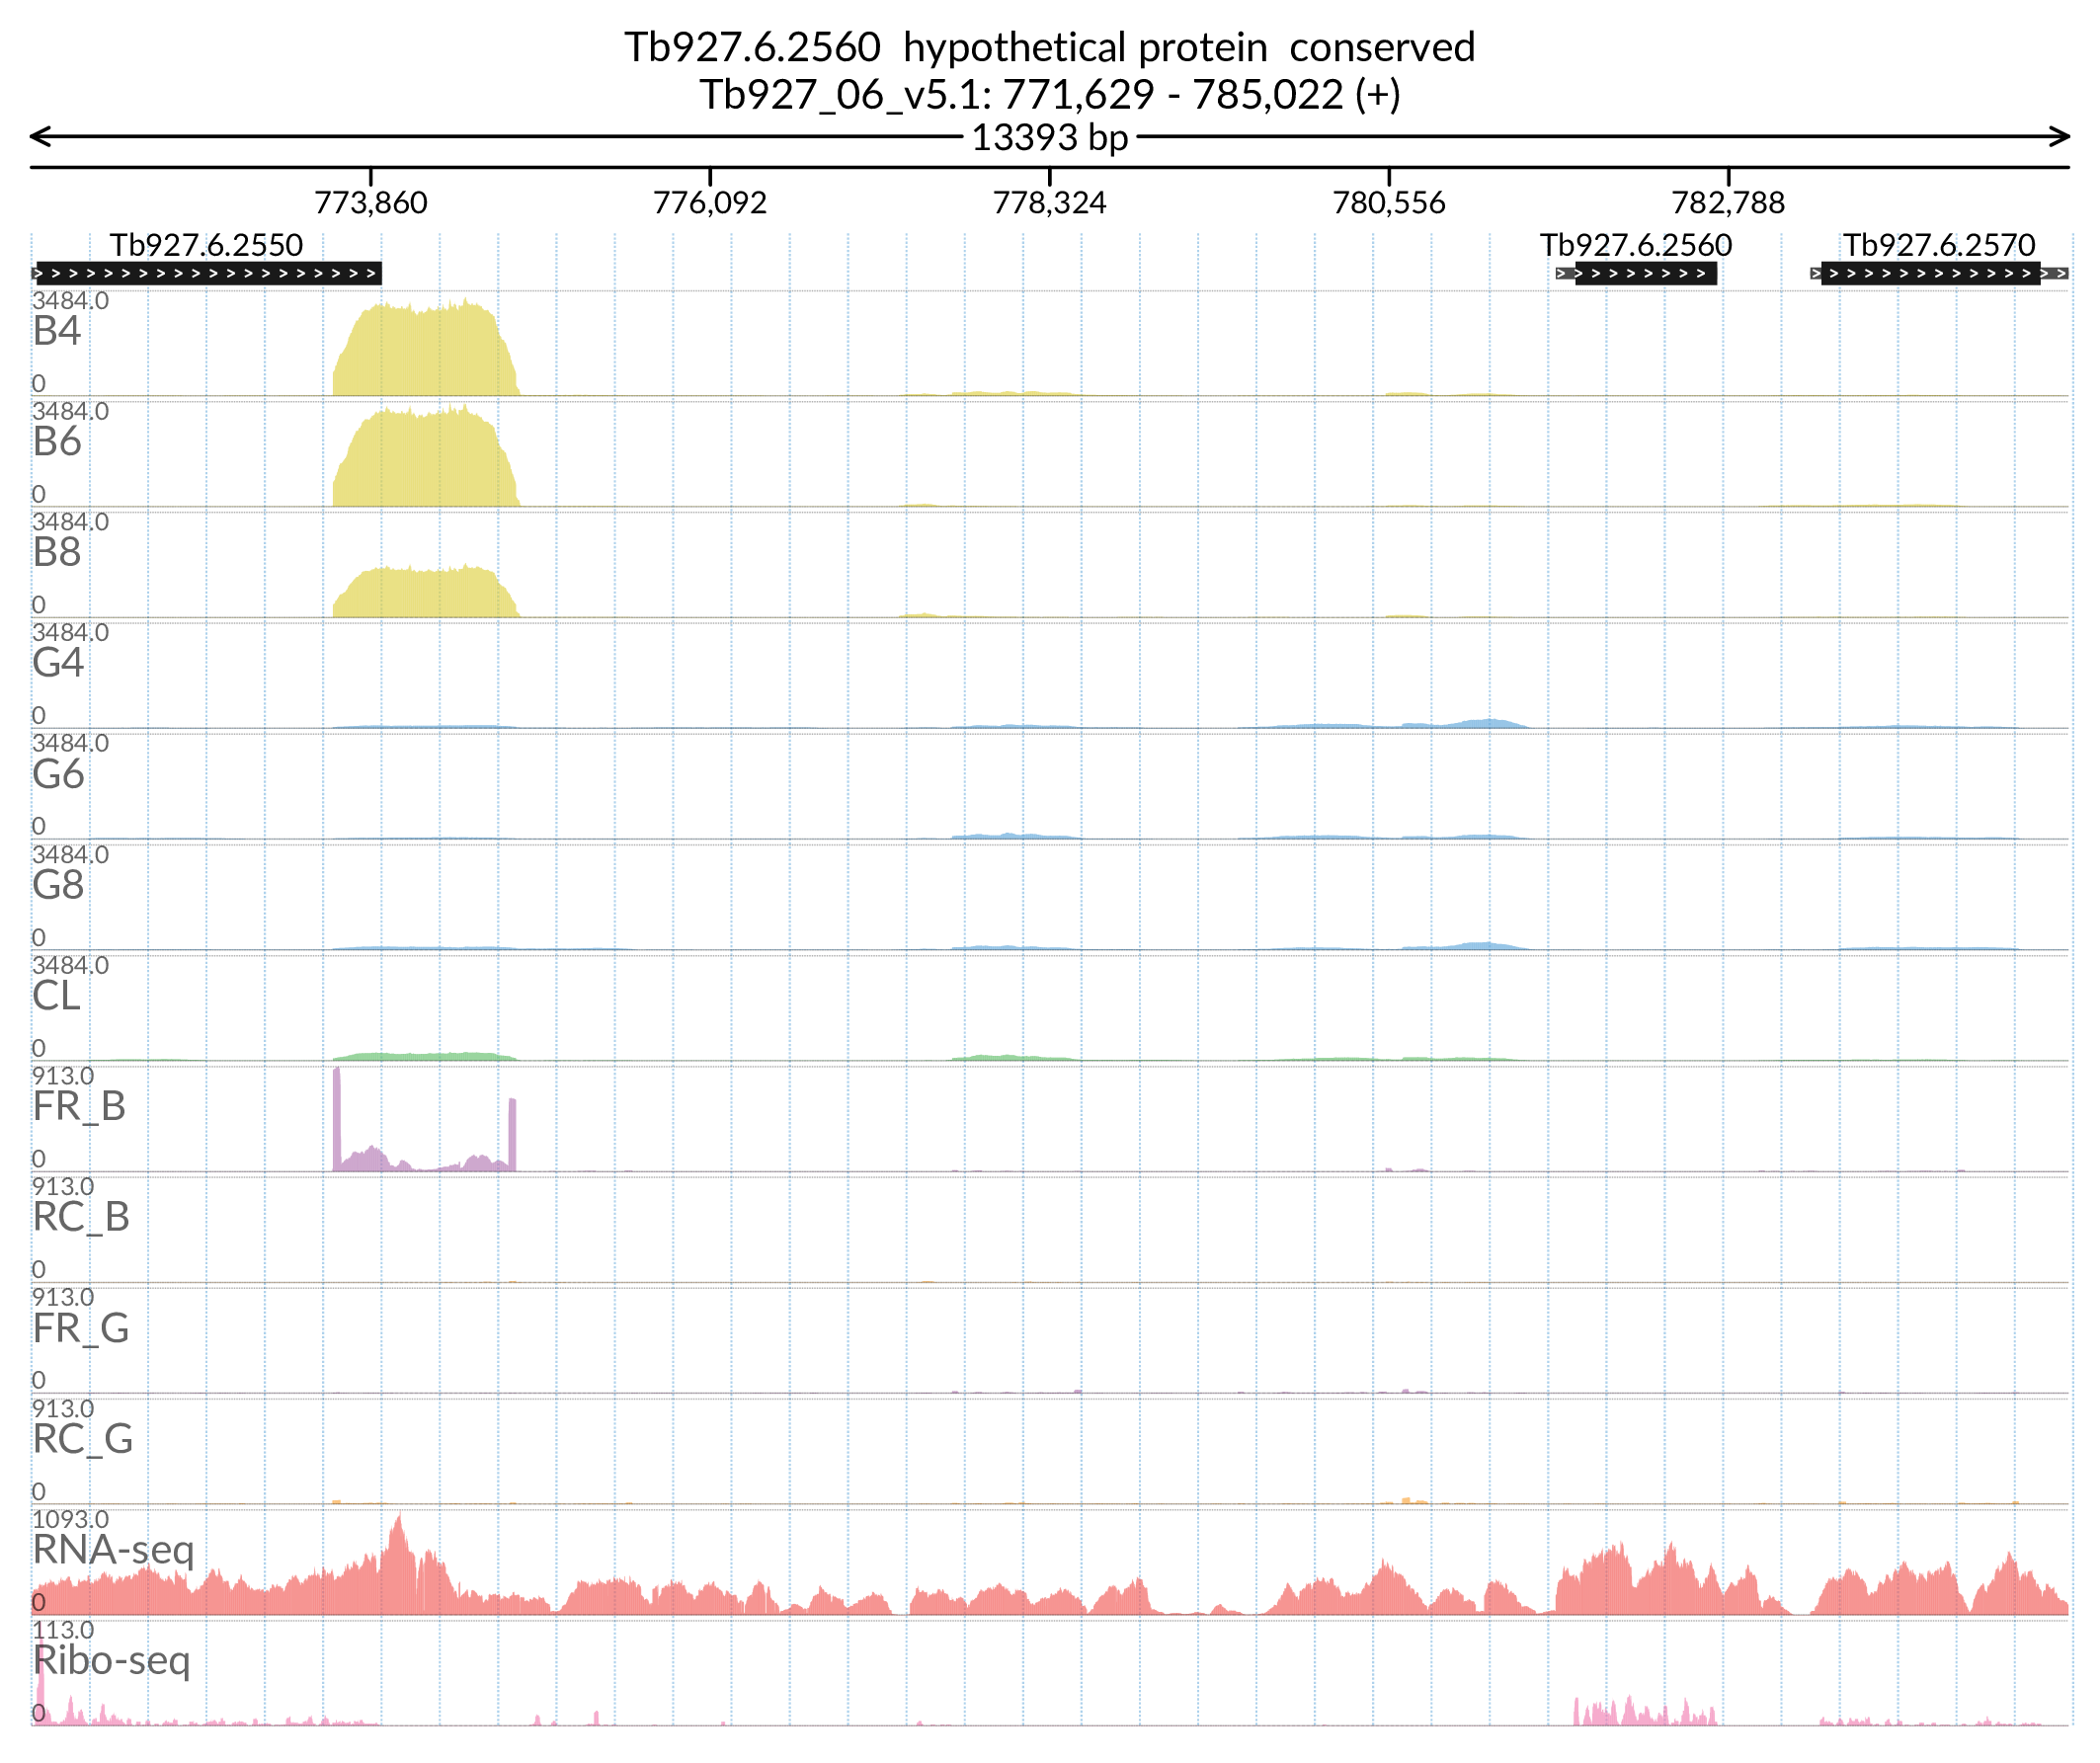 Tb927.6.2560 hypothetical protein conserved
Tb927_06_v5.1: 771,629 - 785,022 (+)
13393 bp
773,860 776,092 778,324 780,556 782,788
Tb927.6.2550 Tb927.6.2560 Tb927.6.2570
3484.0
B4
0
3484.0
B6
0
3484.0
B8
0
3484.0
G4
0
3484.0
G6
0
3484.0
G8
0
3484.0
CL
0
913.0
FR_B
0
913.0
RC_B
0
913.0
FR_G
0
913.0
RC_G
0
1093.0
RNA-seq
0
113.0
Ribo-seq
0